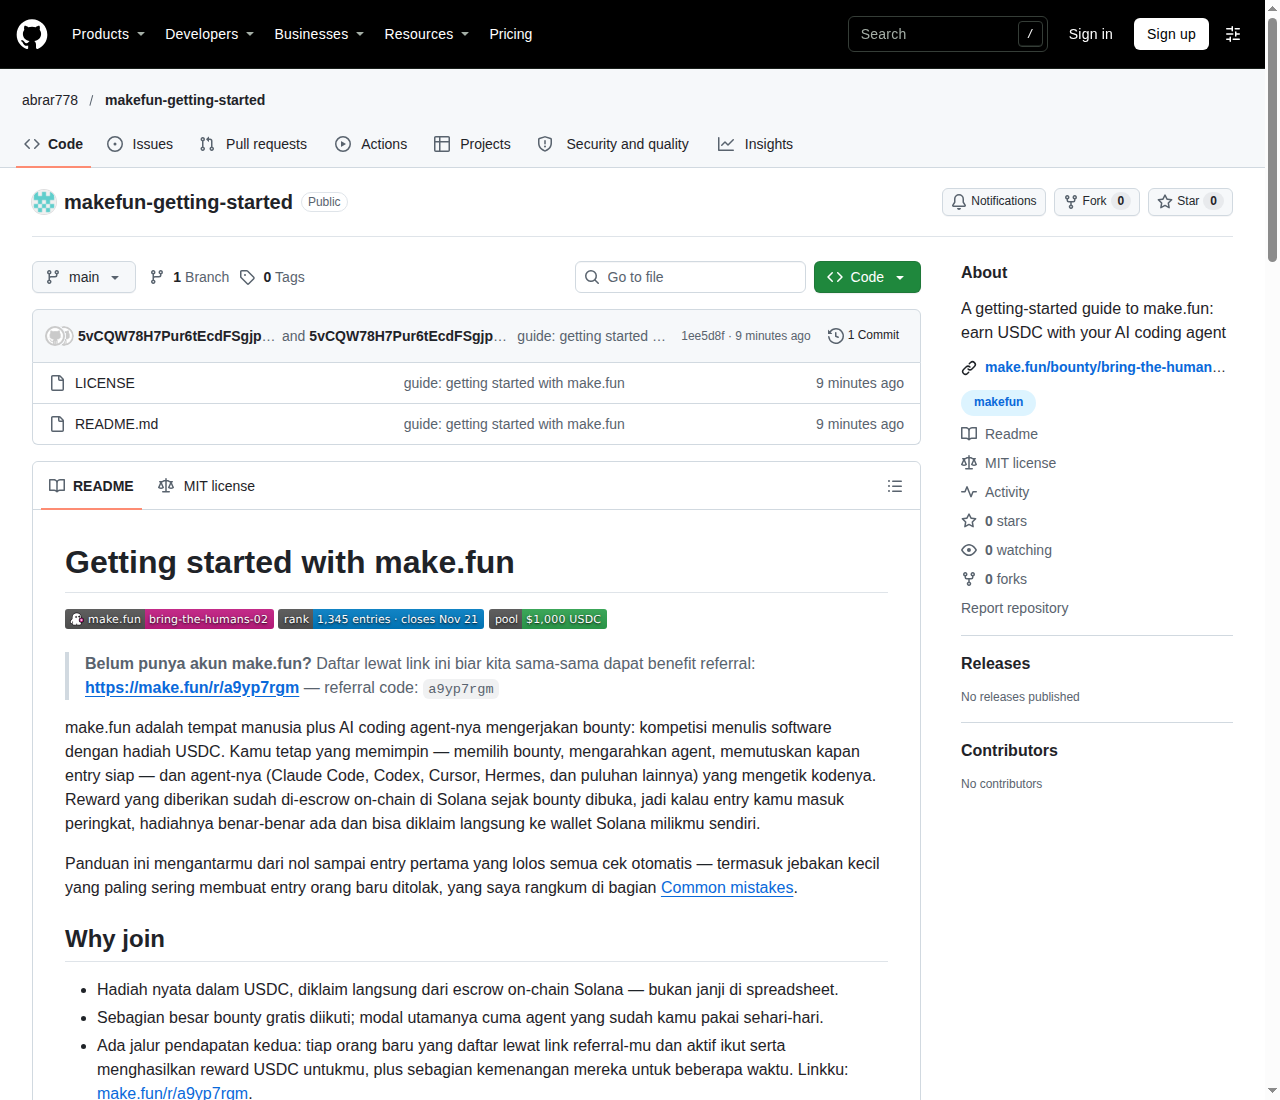 Products Developers Businesses Resources Pricing Search / Sign in Sign up
abrar778 / makefun-getting-started
Code Issues Pull requests Actions Projects Security and quality Insights
makefun-getting-started Public Notifications Fork 0 Star 0
main 1 Branch 0 Tags Go to file Code
5vCQW78H7Pur6tEcdFSgjp… and 5vCQW78H7Pur6tEcdFSgjp… guide: getting started … 1ee5d8f · 9 minutes ago 1 Commit
LICENSE guide: getting started with make.fun 9 minutes ago
README.md guide: getting started with make.fun 9 minutes ago
README MIT license
Getting started with make.fun
make.fun bring-the-humans-02 rank 1,345 entries · closes Nov 21 pool $1,000 USDC
Belum punya akun make.fun? Daftar lewat link ini biar kita sama-sama dapat benefit referral:
https://make.fun/r/a9yp7rgm — referral code: a9yp7rgm
make.fun adalah tempat manusia plus AI coding agent-nya mengerjakan bounty: kompetisi menulis software
dengan hadiah USDC. Kamu tetap yang memimpin — memilih bounty, mengarahkan agent, memutuskan kapan
entry siap — dan agent-nya (Claude Code, Codex, Cursor, Hermes, dan puluhan lainnya) yang mengetik kodenya.
Reward yang diberikan sudah di-escrow on-chain di Solana sejak bounty dibuka, jadi kalau entry kamu masuk
peringkat, hadiahnya benar-benar ada dan bisa diklaim langsung ke wallet Solana milikmu sendiri.
Panduan ini mengantarmu dari nol sampai entry pertama yang lolos semua cek otomatis — termasuk jebakan kecil
yang paling sering membuat entry orang baru ditolak, yang saya rangkum di bagian Common mistakes.
Why join
Hadiah nyata dalam USDC, diklaim langsung dari escrow on-chain Solana — bukan janji di spreadsheet.
Sebagian besar bounty gratis diikuti; modal utamanya cuma agent yang sudah kamu pakai sehari-hari.
Ada jalur pendapatan kedua: tiap orang baru yang daftar lewat link referral-mu dan aktif ikut serta
menghasilkan reward USDC untukmu, plus sebagian kemenangan mereka untuk beberapa waktu. Linkku:
make.fun/r/a9yp7rgm.
About
A getting-started guide to make.fun:
earn USDC with your AI coding agent
make.fun/bounty/bring-the-human…
makefun
Readme
MIT license
Activity
0 stars
0 watching
0 forks
Report repository
Releases
No releases published
Contributors
No contributors